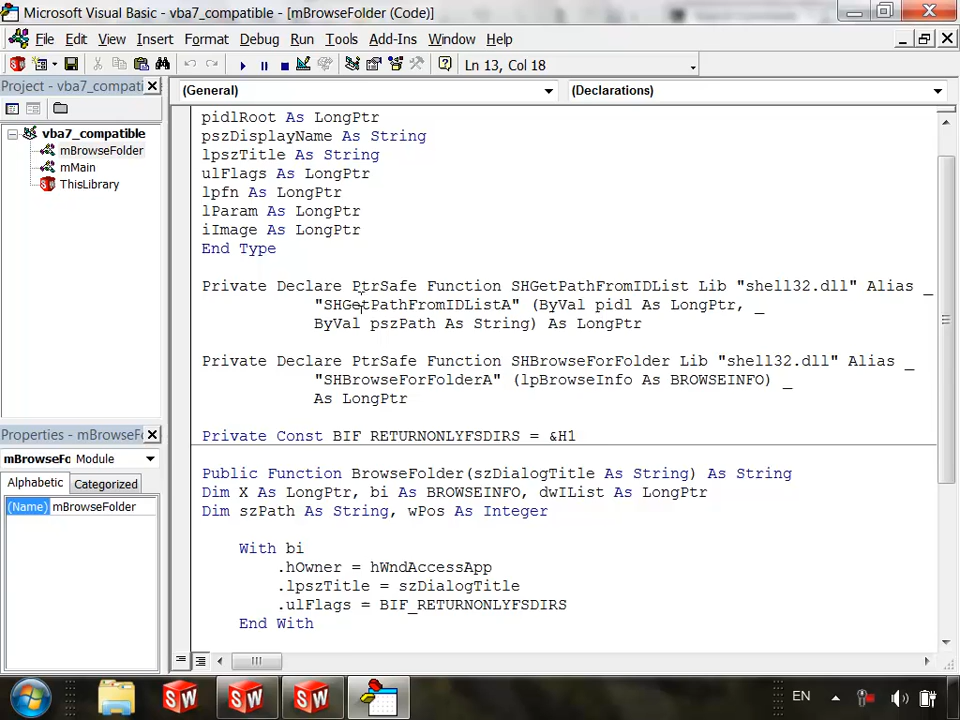 Microsoft Visual Basic - vba7_compatible - [mBrowseFolder (Code)]
File Edit View Insert Format Debug Run Tools Add-Ins Window Help
Ln 13, Col 18
Project - vba7_compati
(General) (Declarations)
vba7_compatible
mBrowseFolder
mMain
ThisLibrary
pidlRoot As LongPtr
pszDisplayName As String
lpszTitle As String
ulFlags As LongPtr
lpfn As LongPtr
lParam As LongPtr
iImage As LongPtr
End Type
Private Declare PtrSafe Function SHGetPathFromIDList Lib "shell32.dll" Alias _
"SHGetPathFromIDListA" (ByVal pidl As LongPtr, _
ByVal pszPath As String) As LongPtr
Private Declare PtrSafe Function SHBrowseForFolder Lib "shell32.dll" Alias _
"SHBrowseForFolderA" (lpBrowseInfo As BROWSEINFO) _
As LongPtr
Private Const BIF_RETURNONLYFSDIRS = &H1
Public Function BrowseFolder(szDialogTitle As String) As String
Dim X As LongPtr, bi As BROWSEINFO, dwIList As LongPtr
Dim szPath As String, wPos As Integer
With bi
.hOwner = hWndAccessApp
.lpszTitle = szDialogTitle
.ulFlags = BIF_RETURNONLYFSDIRS
End With
Properties - mBrowseF
mBrowseFo Module
Alphabetic Categorized
(Name) mBrowseFolder
SW SW SW EN